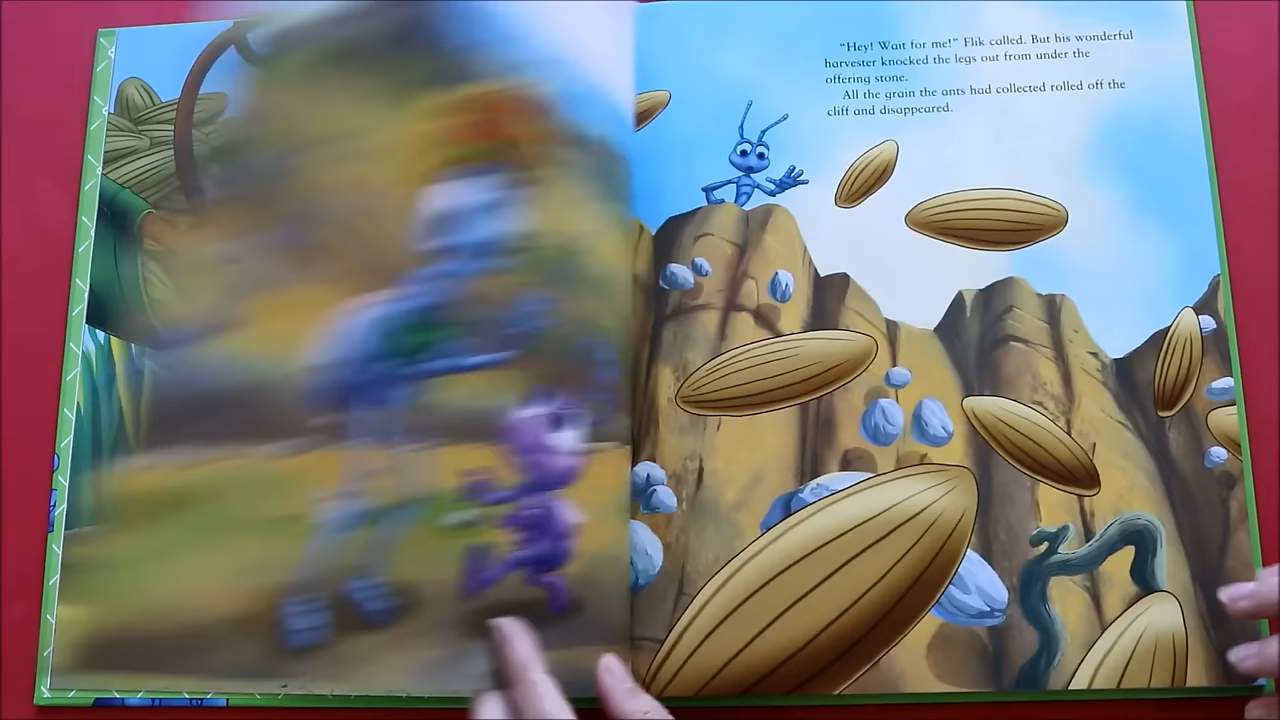 “Hey! Wait for me!” Flik called. But his wonderful
harvester knocked the legs out from under the
offering stone.
All the grain the ants had collected rolled off the
cliff and disappeared.